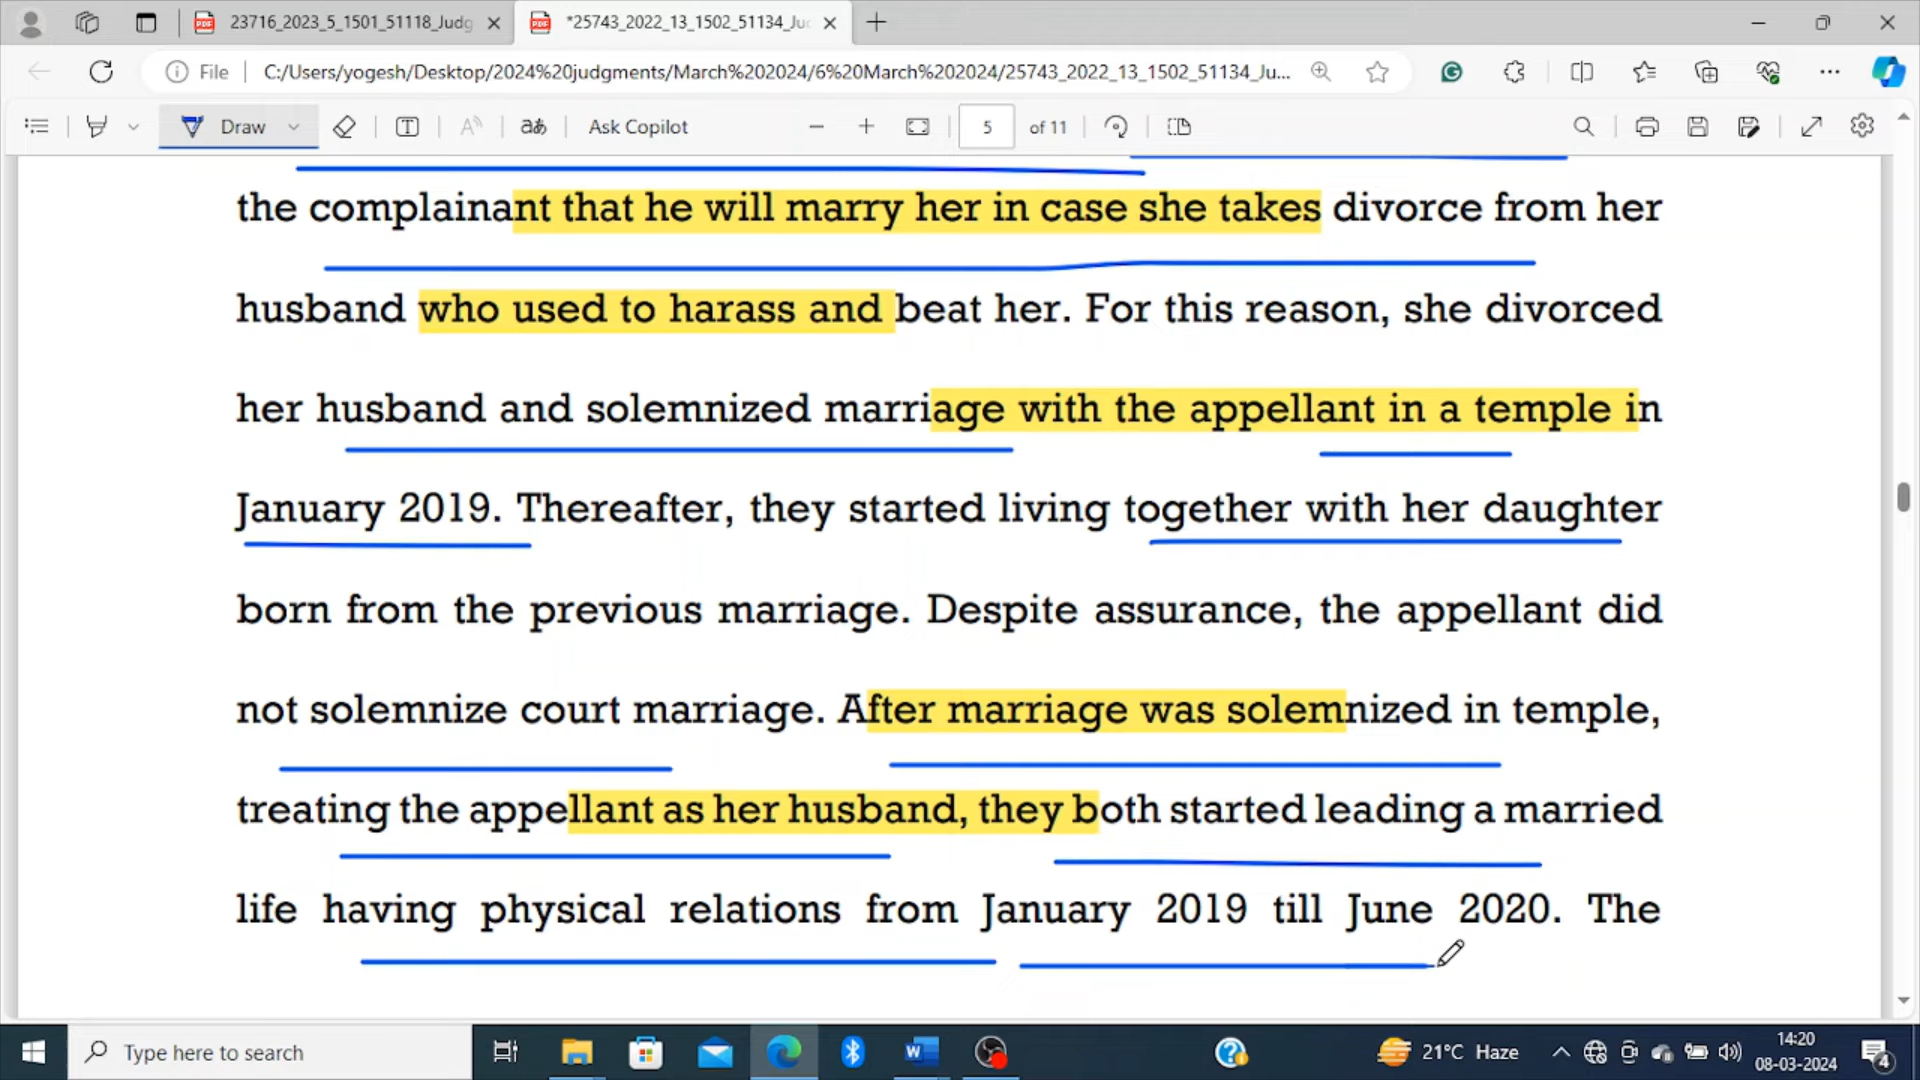 23716_2023_5_1501_51118_Judg
*25743_2022_13_1502_51134_Ju
File
C:/Users/yogesh/Desktop/2024%20judgments/March%202024/6%20March%202024/25743_2022_13_1502_51134_Ju...
Draw
T
A
aあ
Ask Copilot
5
of 11
the complainant that he will marry her in case she takes divorce from her
husband who used to harass and beat her. For this reason, she divorced
her husband and solemnized marriage with the appellant in a temple in
January 2019. Thereafter, they started living together with her daughter
born from the previous marriage. Despite assurance, the appellant did
not solemnize court marriage. After marriage was solemnized in temple,
treating the appellant as her husband, they both started leading a married
life having physical relations from January 2019 till June 2020. The
Type here to search
21°C Haze
14:20
08-03-2024
4